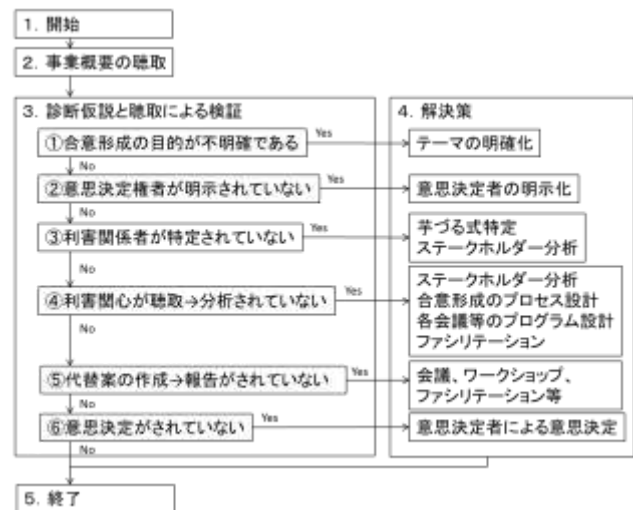 1. 開始
2. 事業概要の聴取
3. 診断仮説と聴取による検証
①合意形成の目的が不明確である
Yes
No
②意思決定権者が明示されていない
Yes
No
③利害関係者が特定されていない
Yes
No
④利害関心が聴取→分析されていない
Yes
No
⑤代替案の作成→報告がされていない
Yes
No
⑥意思決定がされていない
Yes
No
4. 解決策
テーマの明確化
意思決定者の明示化
芋づる式特定
ステークホルダー分析
ステークホルダー分析
合意形成のプロセス設計
各会議等のプログラム設計
ファシリテーション
会議、ワークショップ、
ファシリテーション等
意思決定者による意思決定
5. 終了